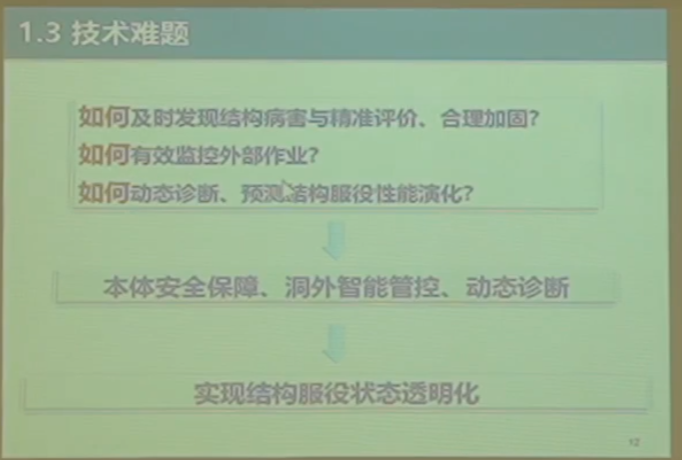 1.3 技术难题
如何及时发现结构病害与精准评价、合理加固?
如何有效监控外部作业?
如何动态诊断、预测结构服役性能演化?
本体安全保障、洞外智能管控、动态诊断
实现结构服役状态透明化
12